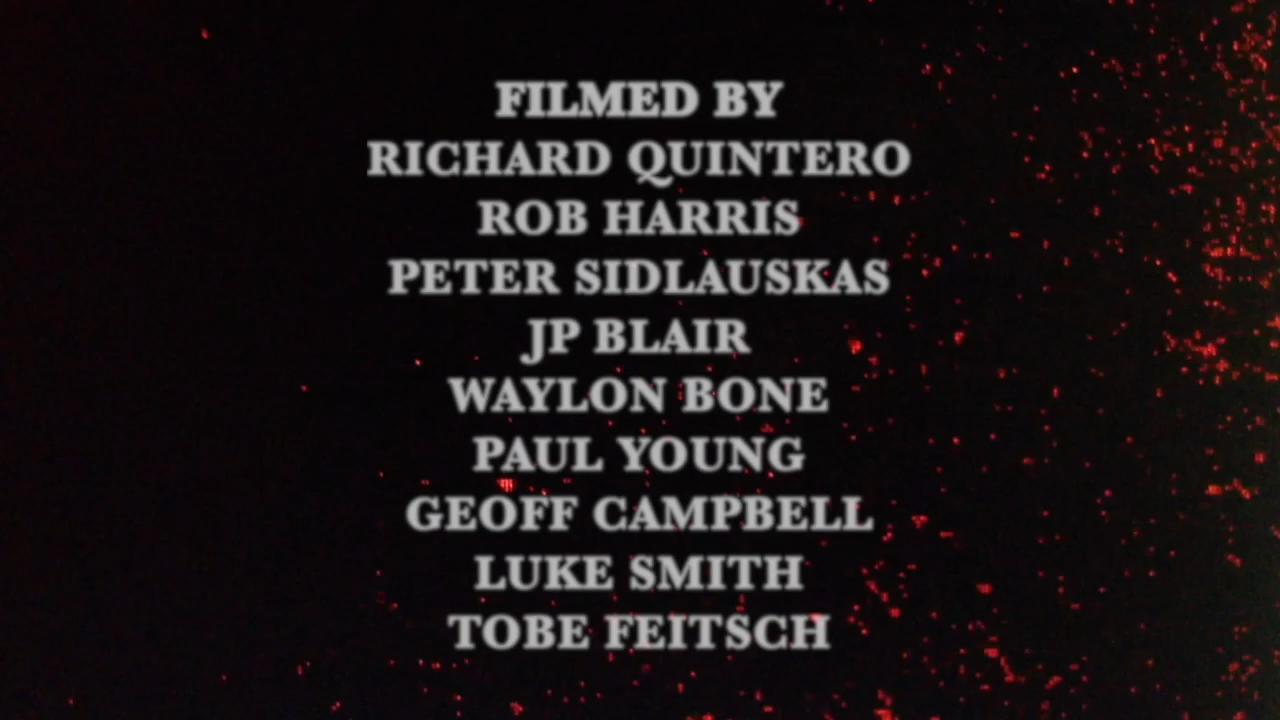 FILMED BY
RICHARD QUINTERO
ROB HARRIS
PETER SIDLAUSKAS
JP BLAIR
WAYLON BONE
PAUL YOUNG
GEOFF CAMPBELL
LUKE SMITH
TOBE FEITSCH